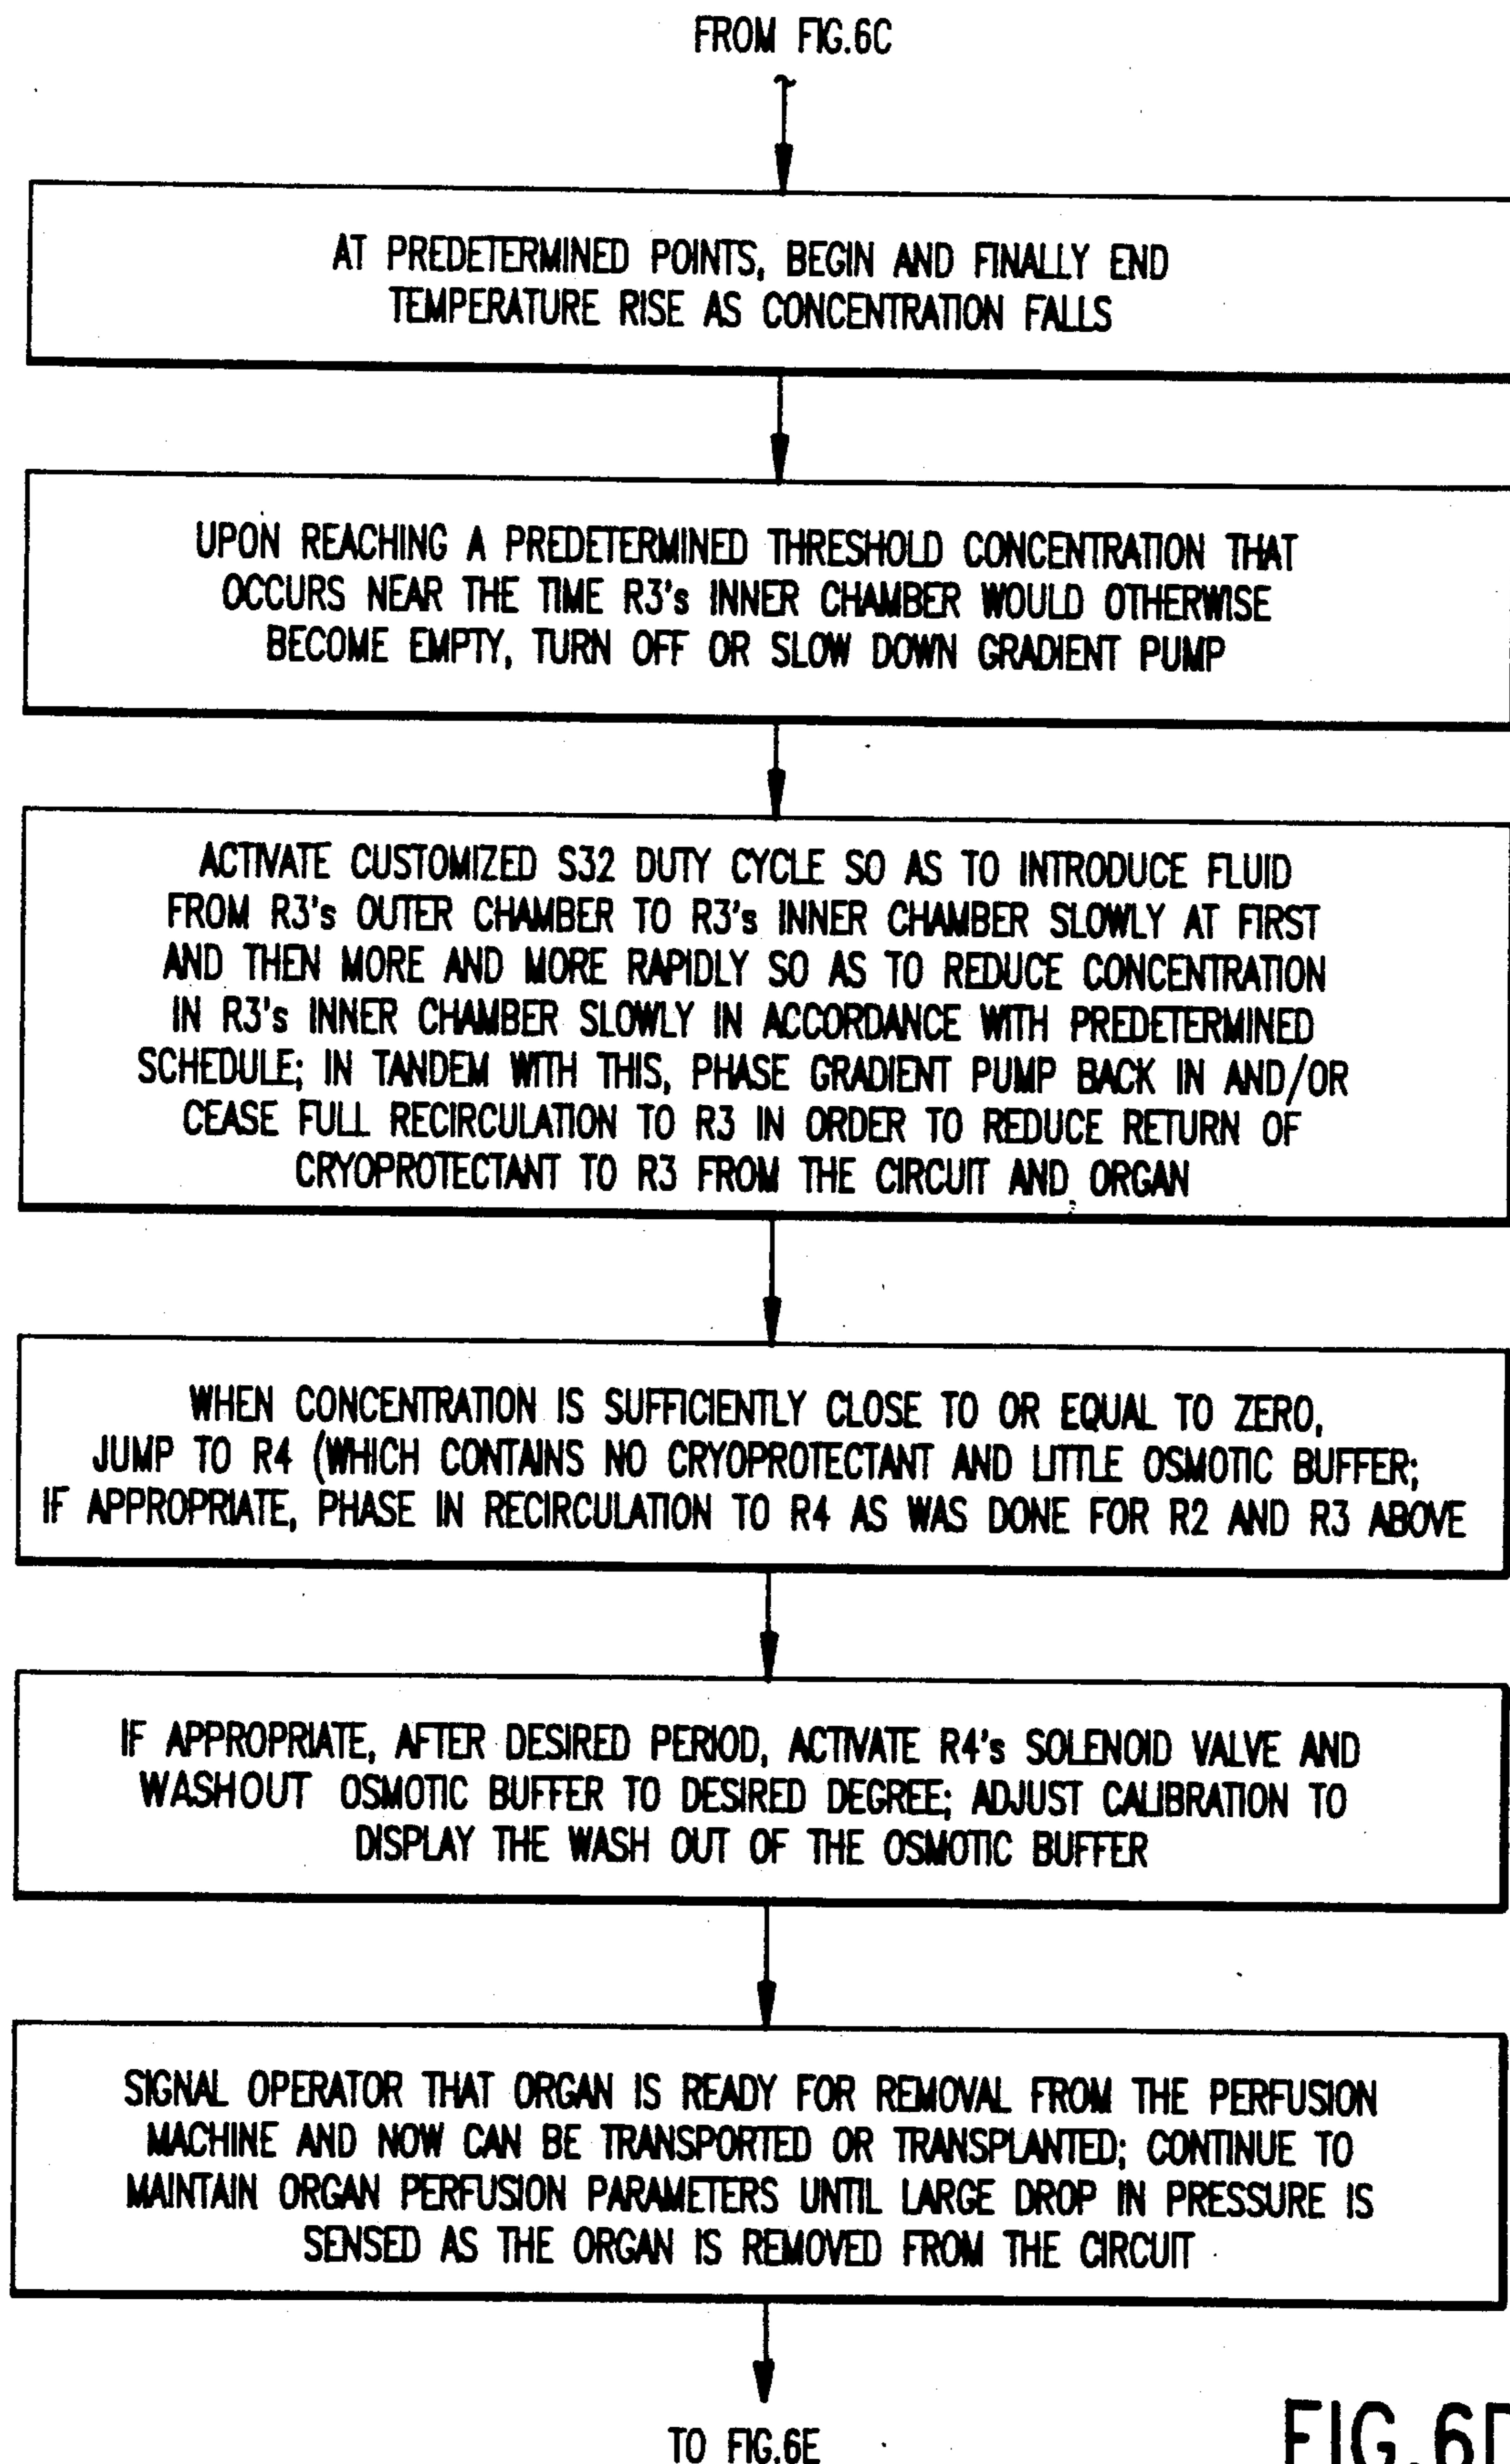 FROM FIG.6C
AT PREDETERMINED POINTS, BEGIN AND FINALLY END
TEMPERATURE RISE AS CONCENTRATION FALLS
UPON REACHING A PREDETERMINED THRESHOLD CONCENTRATION THAT
OCCURS NEAR THE TIME R3's INNER CHAMBER WOULD OTHERWISE
BECOME EMPTY, TURN OFF OR SLOW DOWN GRADIENT PUMP
ACTIVATE CUSTOMIZED S32 DUTY CYCLE SO AS TO INTRODUCE FLUID
FROM R3's OUTER CHAMBER TO R3's INNER CHAMBER SLOWLY AT FIRST
AND THEN MORE AND MORE RAPIDLY SO AS TO REDUCE CONCENTRATION
IN R3's INNER CHAMBER SLOWLY IN ACCORDANCE WITH PREDETERMINED
SCHEDULE; IN TANDEM WITH THIS, PHASE GRADIENT PUMP BACK IN AND/OR
CEASE FULL RECIRCULATION TO R3 IN ORDER TO REDUCE RETURN OF
CRYOPROTECTANT TO R3 FROM THE CIRCUIT AND ORGAN
WHEN CONCENTRATION IS SUFFICIENTLY CLOSE TO OR EQUAL TO ZERO,
JUMP TO R4 (WHICH CONTAINS NO CRYOPROTECTANT AND LITTLE OSMOTIC BUFFER;
IF APPROPRIATE, PHASE IN RECIRCULATION TO R4 AS WAS DONE FOR R2 AND R3 ABOVE
IF APPROPRIATE, AFTER DESIRED PERIOD, ACTIVATE R4's SOLENOID VALVE AND
WASHOUT OSMOTIC BUFFER TO DESIRED DEGREE; ADJUST CALIBRATION TO
DISPLAY THE WASH OUT OF THE OSMOTIC BUFFER
SIGNAL OPERATOR THAT ORGAN IS READY FOR REMOVAL FROM THE PERFUSION
MACHINE AND NOW CAN BE TRANSPORTED OR TRANSPLANTED; CONTINUE TO
MAINTAIN ORGAN PERFUSION PARAMETERS UNTIL LARGE DROP IN PRESSURE IS
SENSED AS THE ORGAN IS REMOVED FROM THE CIRCUIT
TO FIG.6E
FIG.6D